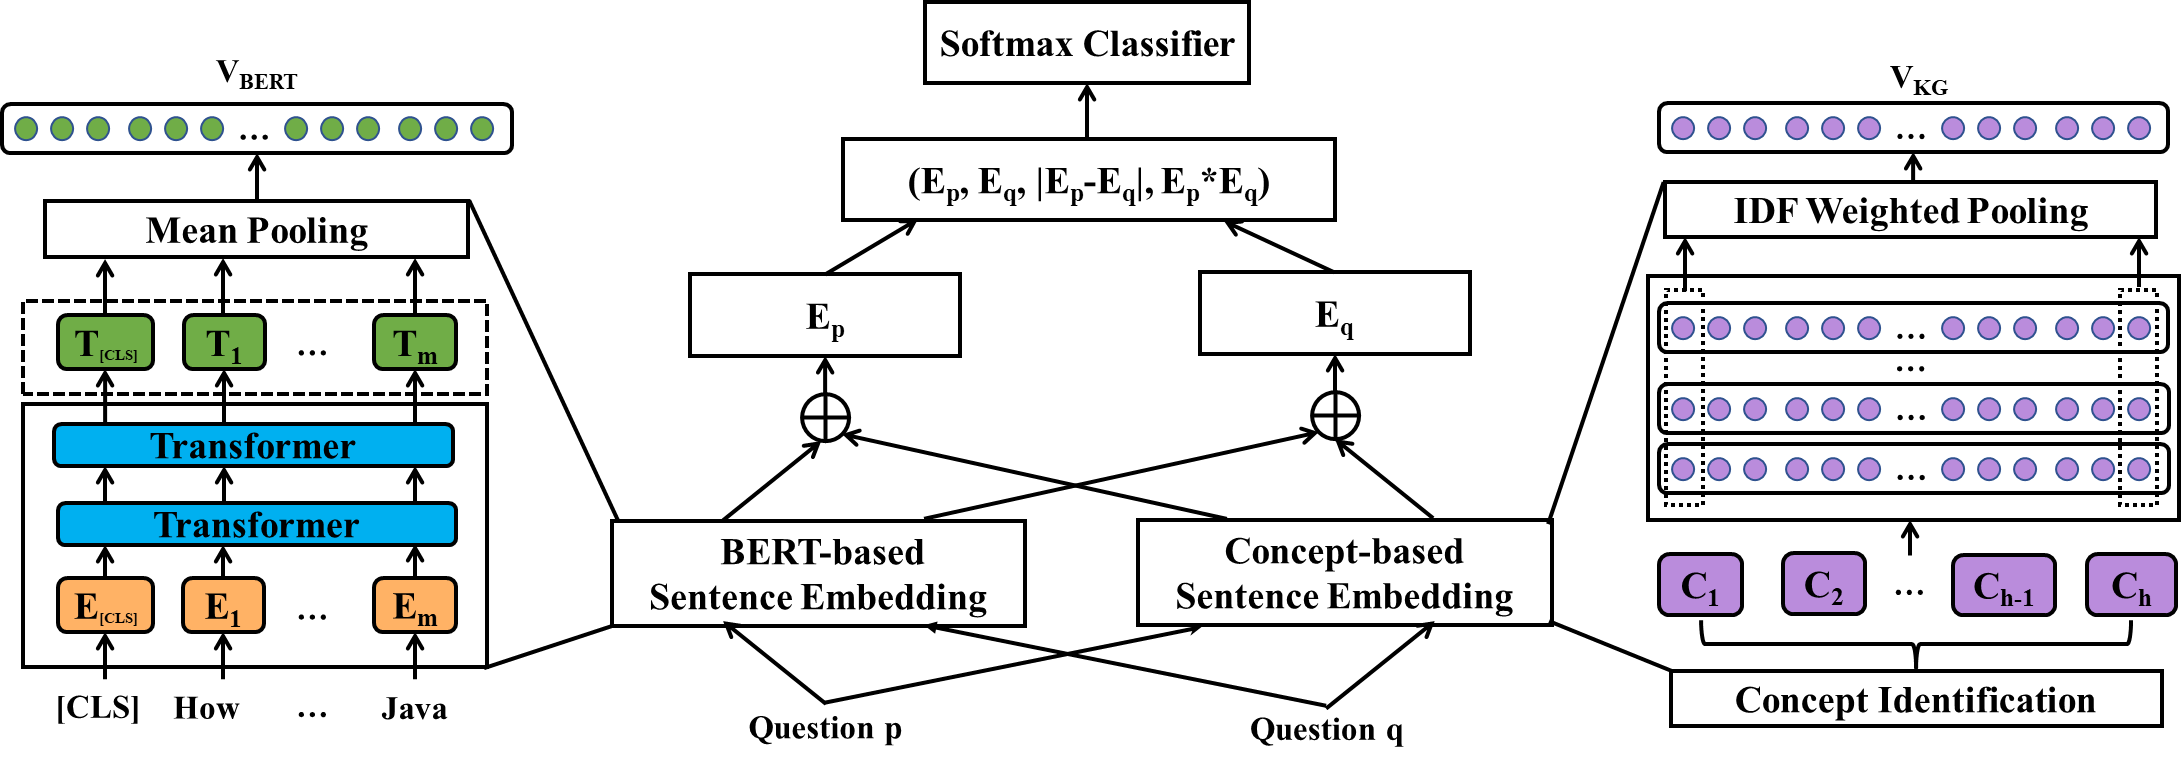 V_BERT
...
Mean Pooling
T_[CLS] T_1 ... T_m
Transformer
Transformer
E_[CLS] E_1 ... E_m
[CLS] How ... Java
Softmax Classifier
(E_p, E_q, |E_p-E_q|, E_p*E_q)
E_p
E_q
BERT-based
Sentence Embedding
Concept-based
Sentence Embedding
Question p
Question q
V_KG
...
IDF Weighted Pooling
...
...
...
...
C_1 C_2 ... C_h-1 C_h
Concept Identification